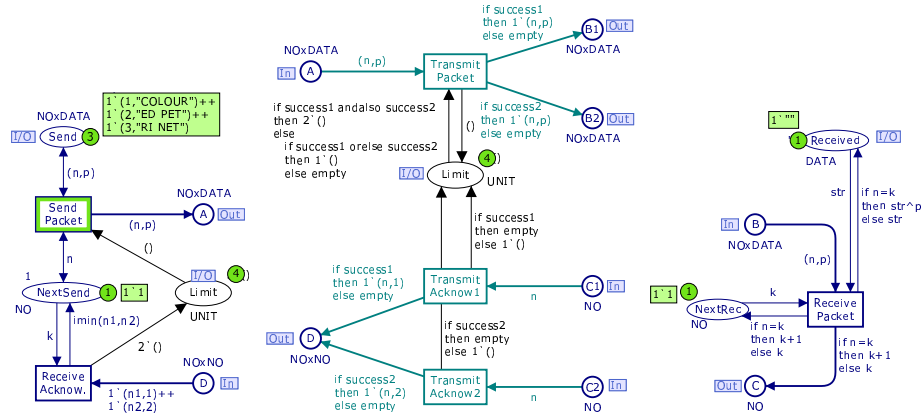 NOxDATA
1`(1,"COLOUR")++
1`(2,"ED PET")++
1`(3,"RI NET")
I/O
Send
3
(n,p)
Send
Packet
(n,p)
NOxDATA
A
Out
n
()
1
NextSend
1
1`1
NO
I/O
Limit
4
UNIT
k
imin(n1,n2)
2`()
Receive
Acknow.
1`(n1,1)++
1`(n2,2)
NOxNO
D
In
NOxDATA
In
A
(n,p)
Transmit
Packet
if success1
then 1`(n,p)
else empty
B1
Out
NOxDATA
if success2
then 1`(n,p)
else empty
B2
Out
NOxDATA
if success1 andalso success2
then 2`()
else
if success1 orelse success2
then 1`()
else empty
()
I/O
Limit
4
()
UNIT
if success1
then empty
else 1`()
if success1
then 1`(n,1)
else empty
Transmit
Acknow1
n
C1
In
NO
Out
D
NOxNO
if success2
then empty
else 1`()
if success2
then 1`(n,2)
else empty
Transmit
Acknow2
n
C2
In
NO
1`""
1
Received
I/O
DATA
str
if n=k
then str^p
else str
In
B
NOxDATA
(n,p)
1`1
1
NextRec
NO
k
if n=k
then k+1
else k
Receive
Packet
if n=k
then k+1
else k
Out
C
NO